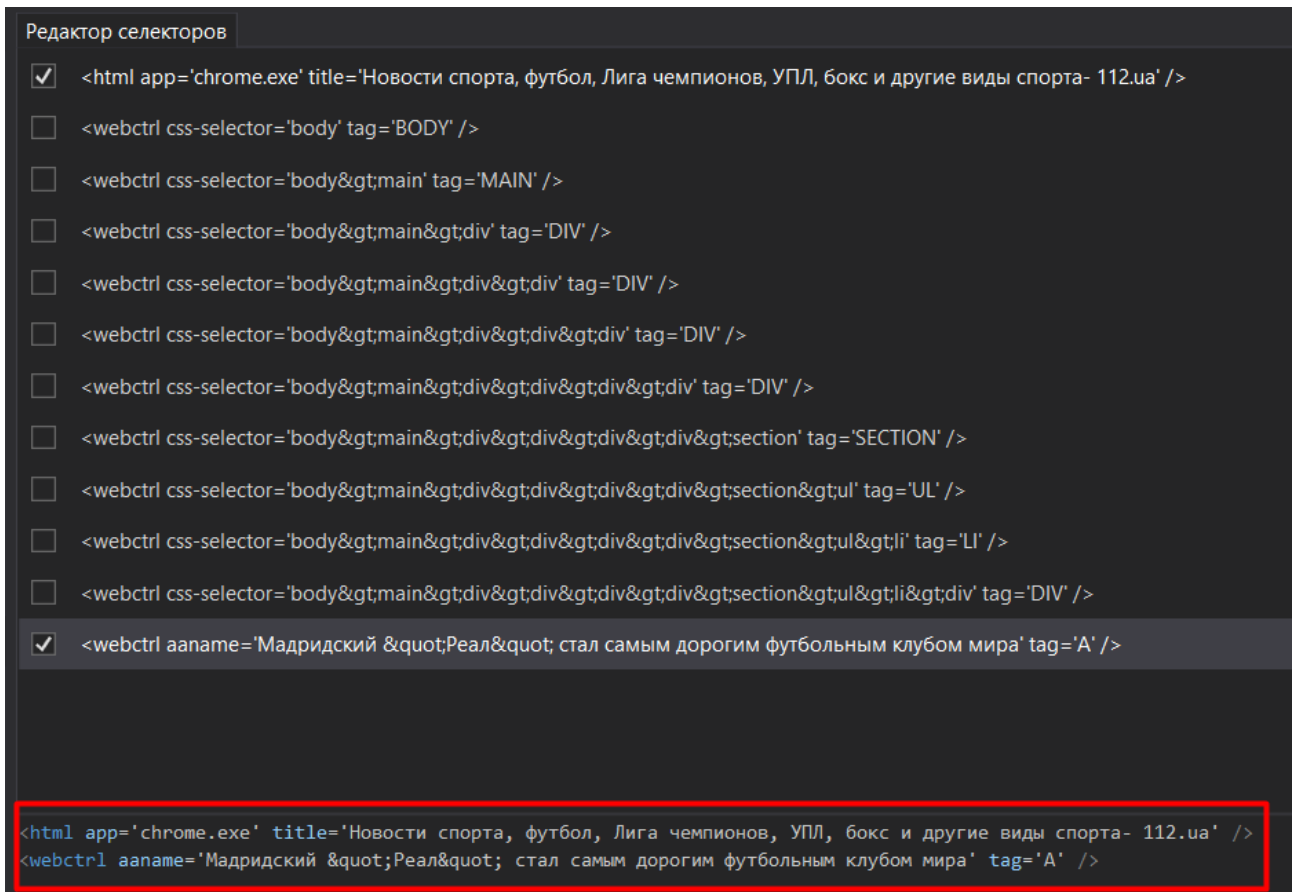 Редактор селекторов
<html app='chrome.exe' title='Новости спорта, футбол, Лига чемпионов, УПЛ, бокс и другие виды спорта- 112.ua' />
<webctrl css-selector='body' tag='BODY' />
<webctrl css-selector='body&gt;main' tag='MAIN' />
<webctrl css-selector='body&gt;main&gt;div' tag='DIV' />
<webctrl css-selector='body&gt;main&gt;div&gt;div' tag='DIV' />
<webctrl css-selector='body&gt;main&gt;div&gt;div&gt;div' tag='DIV' />
<webctrl css-selector='body&gt;main&gt;div&gt;div&gt;div&gt;div' tag='DIV' />
<webctrl css-selector='body&gt;main&gt;div&gt;div&gt;div&gt;div&gt;section' tag='SECTION' />
<webctrl css-selector='body&gt;main&gt;div&gt;div&gt;div&gt;div&gt;section&gt;ul' tag='UL' />
<webctrl css-selector='body&gt;main&gt;div&gt;div&gt;div&gt;div&gt;section&gt;ul&gt;li' tag='LI' />
<webctrl css-selector='body&gt;main&gt;div&gt;div&gt;div&gt;div&gt;section&gt;ul&gt;li&gt;div' tag='DIV' />
<webctrl aaname='Мадридский &quot;Реал&quot; стал самым дорогим футбольным клубом мира' tag='A' />
<html app='chrome.exe' title='Новости спорта, футбол, Лига чемпионов, УПЛ, бокс и другие виды спорта- 112.ua' />
<webctrl aaname='Мадридский &quot;Реал&quot; стал самым дорогим футбольным клубом мира' tag='A' />